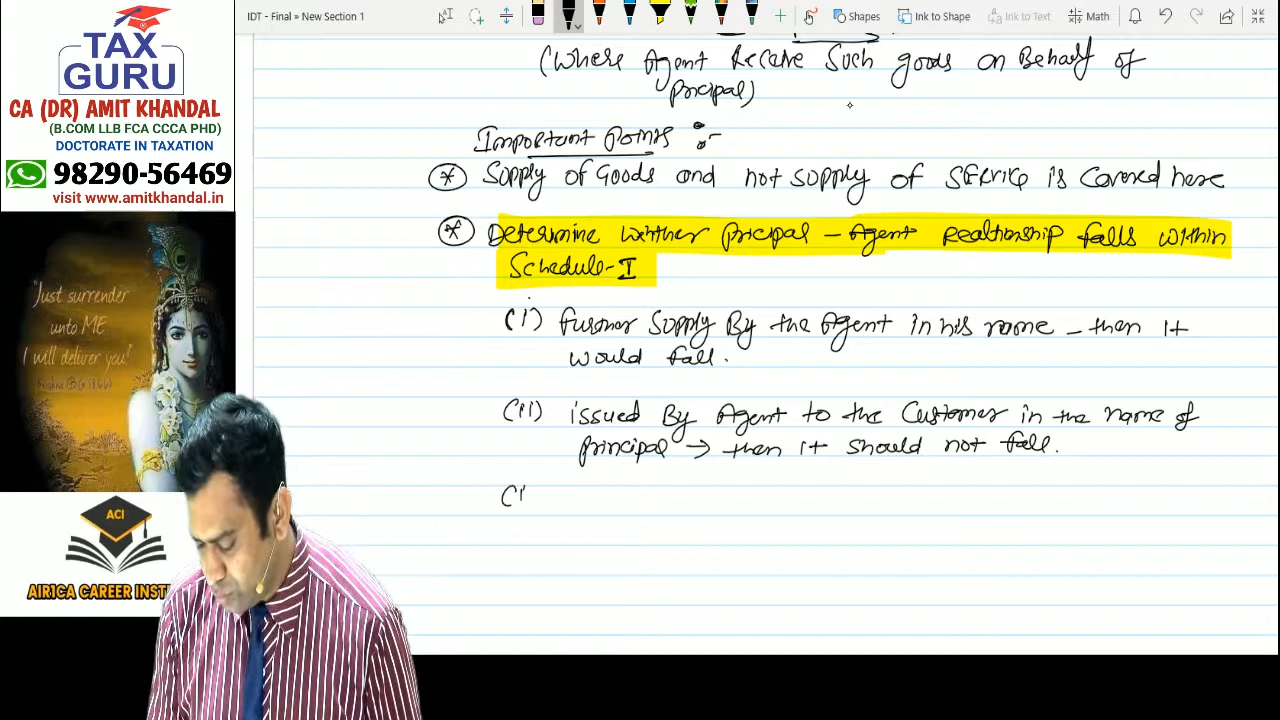 TAX
GURU
CA (DR) AMIT KHANDAL
(B.COM LLB FCA CCCA PHD)
DOCTORATE IN TAXATION
98290-56469
visit www.amitkhandal.in
"Just surrender
unto ME
I will deliver you!"
ACI
AIRICA CAREER INSTI
IDT - Final » New Section 1
Shapes
Ink to Shape
Ink to Text
Math
(Where Agent Receive Such goods on Behalf of
principal)
Important Points :-
* Supply of Goods and not supply of service is covered here
* Determine whither pricipal - Agent Realtionship falls within
Schedule-I
(i) further Supply By the Agent in his name - then it
would fall.
(ii) issued By Agent to the Customer in the name of
principal → then it should not fall.
(i